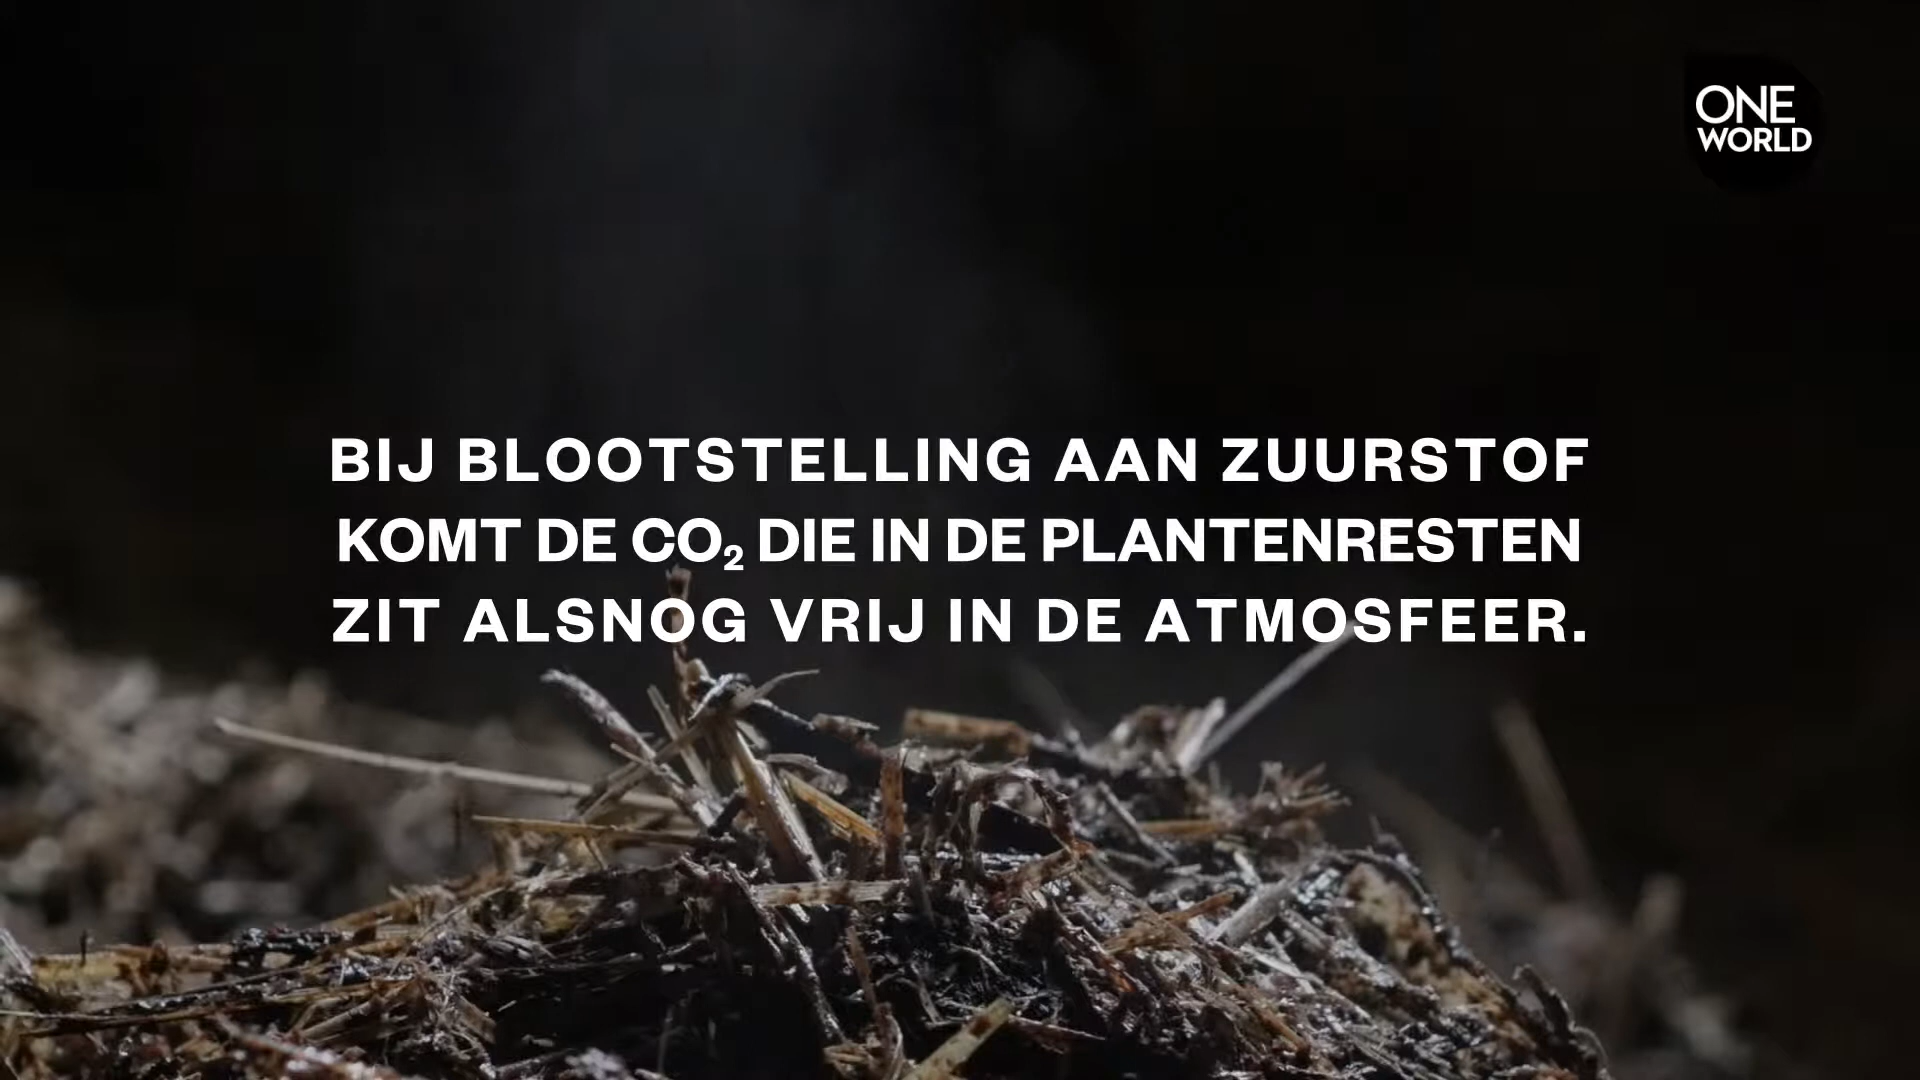 ONE
WORLD
BIJ BLOOTSTELLING AAN ZUURSTOF
KOMT DE CO₂ DIE IN DE PLANTENRESTEN
ZIT ALSNOG VRIJ IN DE ATMOSFEER.